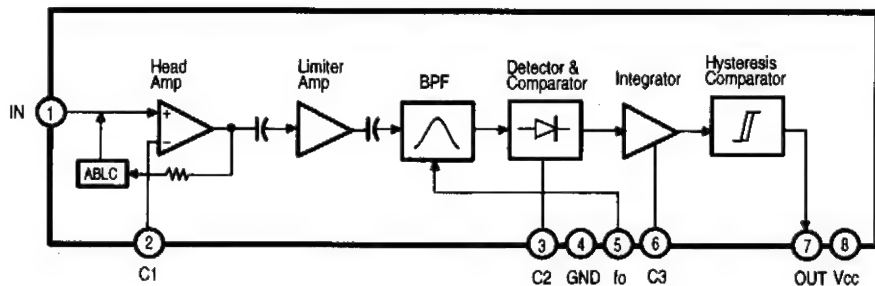 Head Amp
Limiter Amp
BPF
Detector & Comparator
Integrator
Hysteresis Comparator
IN
1
+
−
ABLC
2
3
4
5
6
7
8
C1
C2
GND
fo
C3
OUT
Vcc